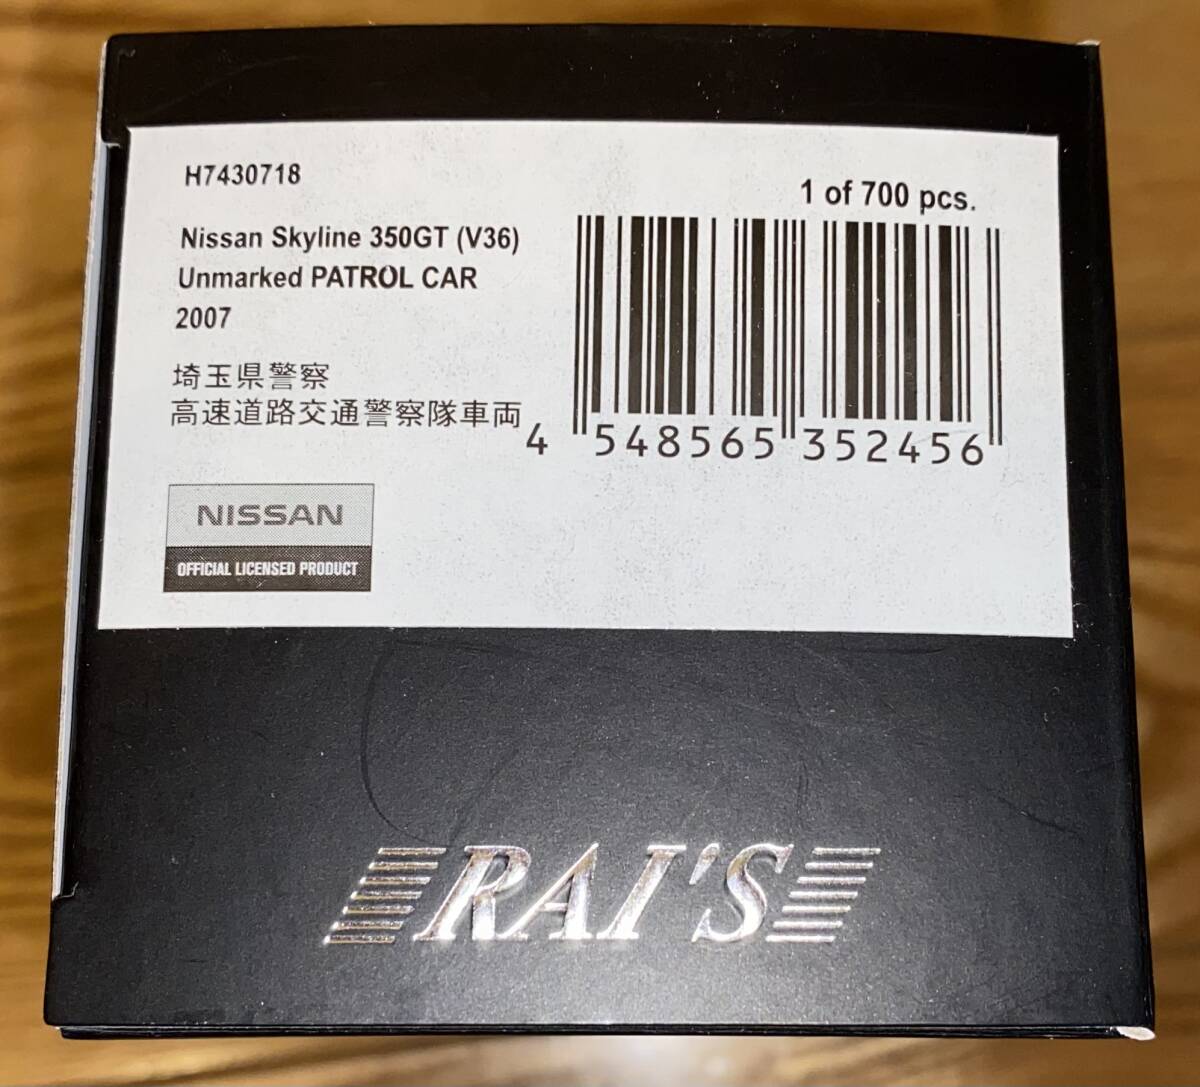 H7430718
1 of 700 pcs.
Nissan Skyline 350GT (V36)
Unmarked PATROL CAR
2007
埼玉県警察
高速道路交通警察隊車両
4 548565 352456
NISSAN
OFFICIAL LICENSED PRODUCT
RAI'S